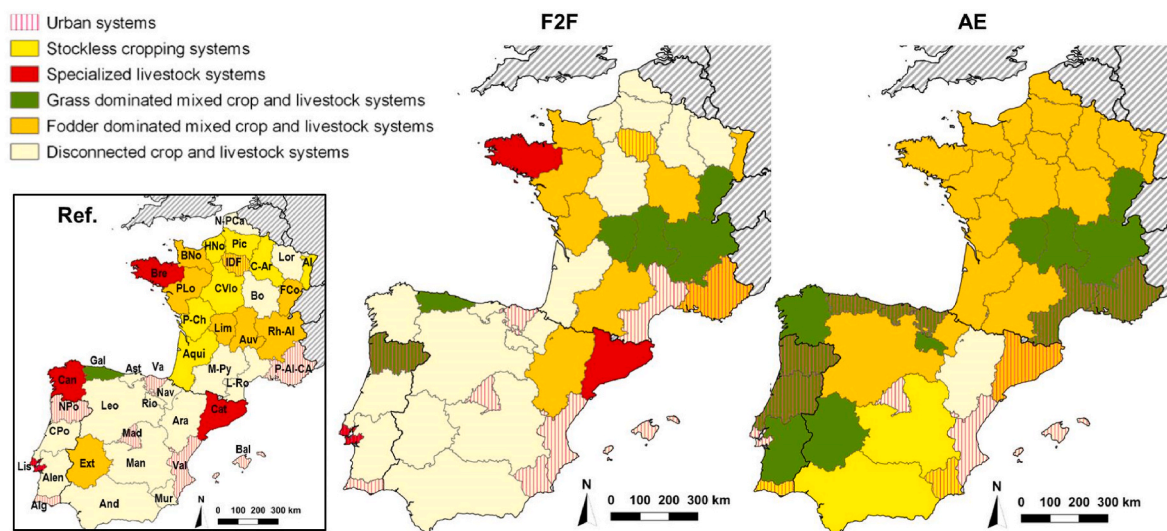 Urban systems
Stockless cropping systems
Specialized livestock systems
Grass dominated mixed crop and livestock systems
Fodder dominated mixed crop and livestock systems
Disconnected crop and livestock systems
F2F
AE
Ref.
N-PCa
HNo
Pic
BNo
IDF
C-Ar
Lor
Al
Bre
PLo
CVlo
Bo
FCo
P-Ch
Lim
Auv
Rh-Al
Aqui
M-Py
P-Al-CA
L-Ro
Gal
Ast
Va
Nav
Can
Rio
Leo
Ara
Cat
NPo
CPo
Mad
Bal
Lis
Ext
Man
Val
Alen
Alg
And
Mur
N
0 100 200 300 km
N
0 100 200 300 km
N
0 100 200 300 km